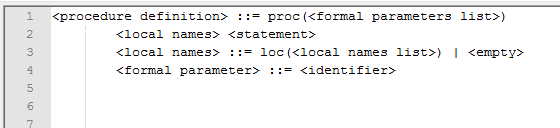 1 <procedure definition> ::= proc(<formal parameters list>)
2 <local names> <statement>
3 <local names> ::= loc(<local names list>) | <empty>
4 <formal parameter> ::= <identifier>
5
6
7